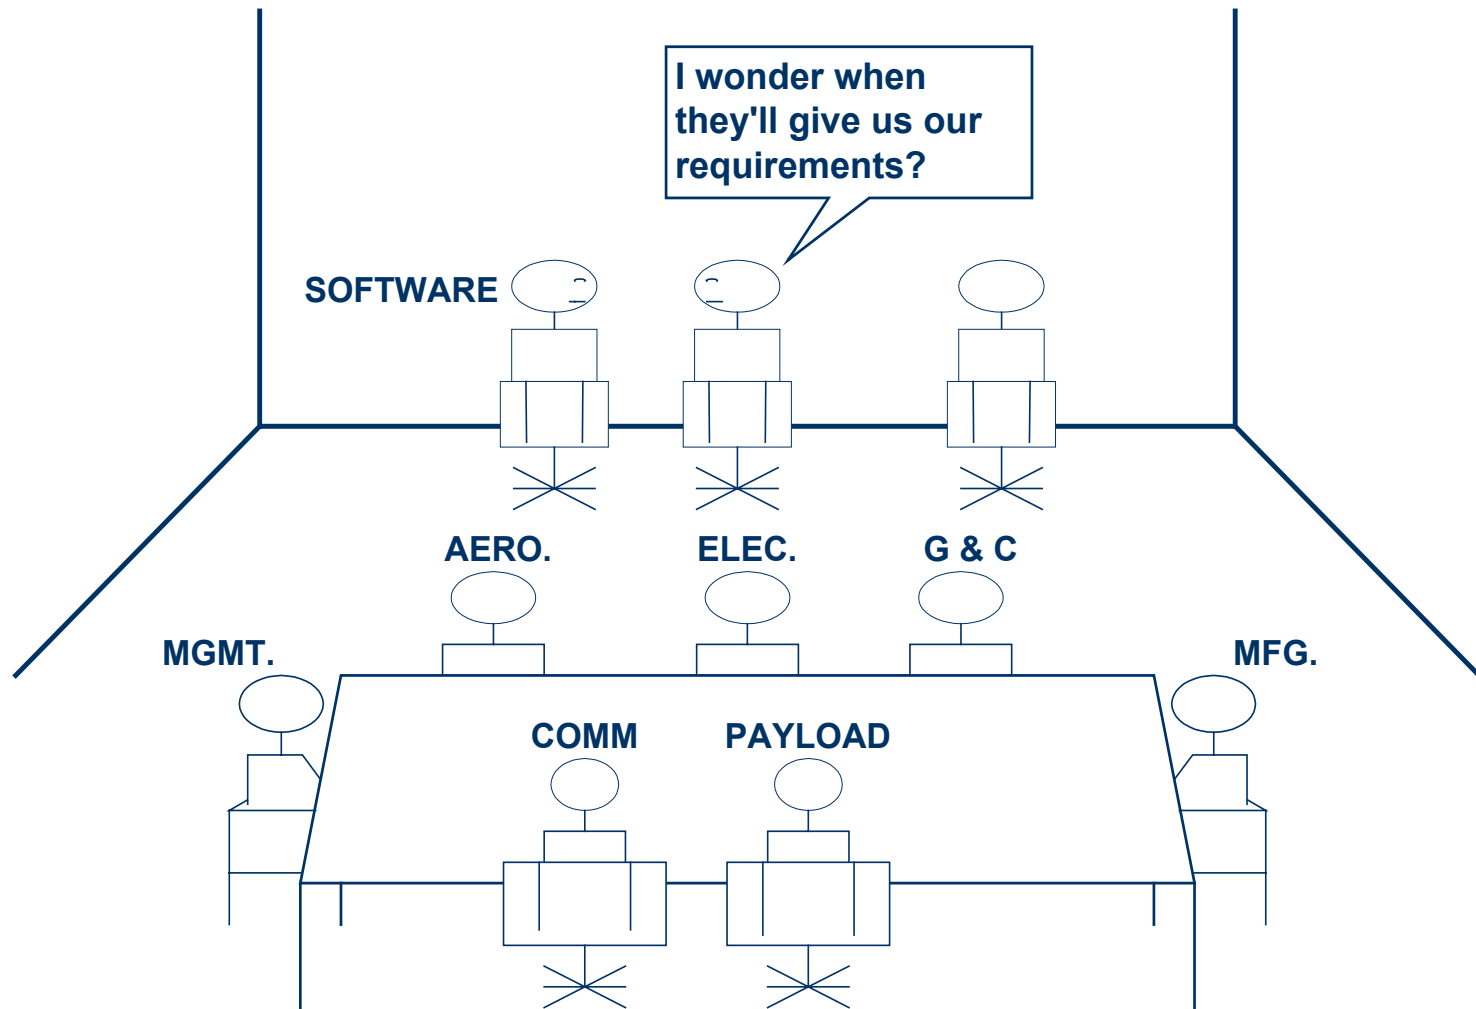 I wonder when
they'll give us our
requirements?
SOFTWARE
AERO.
ELEC.
G & C
MGMT.
MFG.
COMM
PAYLOAD